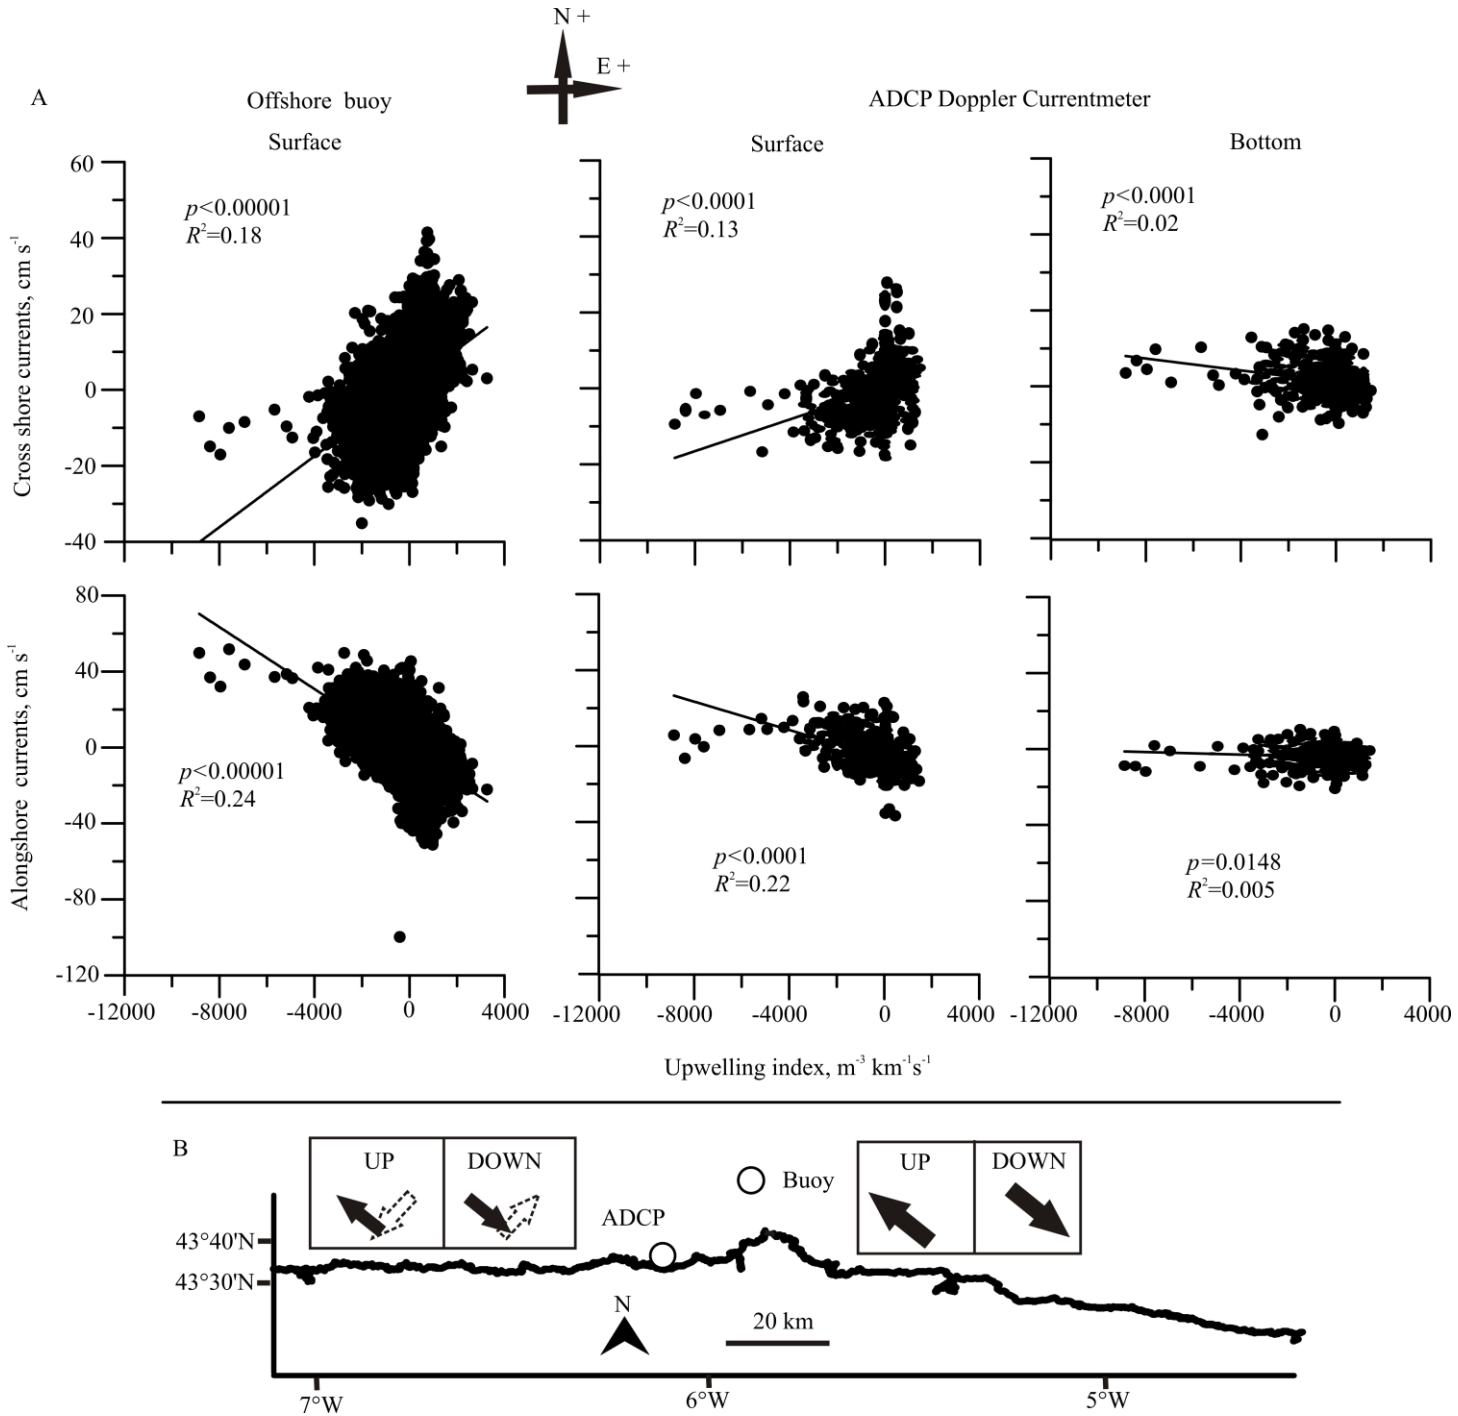 N +
E +
A
Offshore buoy
ADCP Doppler Currentmeter
Surface
Surface
Bottom
Cross shore currents, cm s⁻¹
60
40
20
0
-20
-40
p<0.00001
R²=0.18
p<0.0001
R²=0.13
p<0.0001
R²=0.02
Alongshore currents, cm s⁻¹
80
40
0
-40
-80
-120
p<0.00001
R²=0.24
p<0.0001
R²=0.22
p=0.0148
R²=0.005
-12000 -8000 -4000 0 4000
-12000 -8000 -4000 0 4000
-12000 -8000 -4000 0 4000
Upwelling index, m⁻³ km⁻¹s⁻¹
B
UP DOWN
Buoy
UP DOWN
ADCP
43°40'N
43°30'N
N
20 km
7°W 6°W 5°W